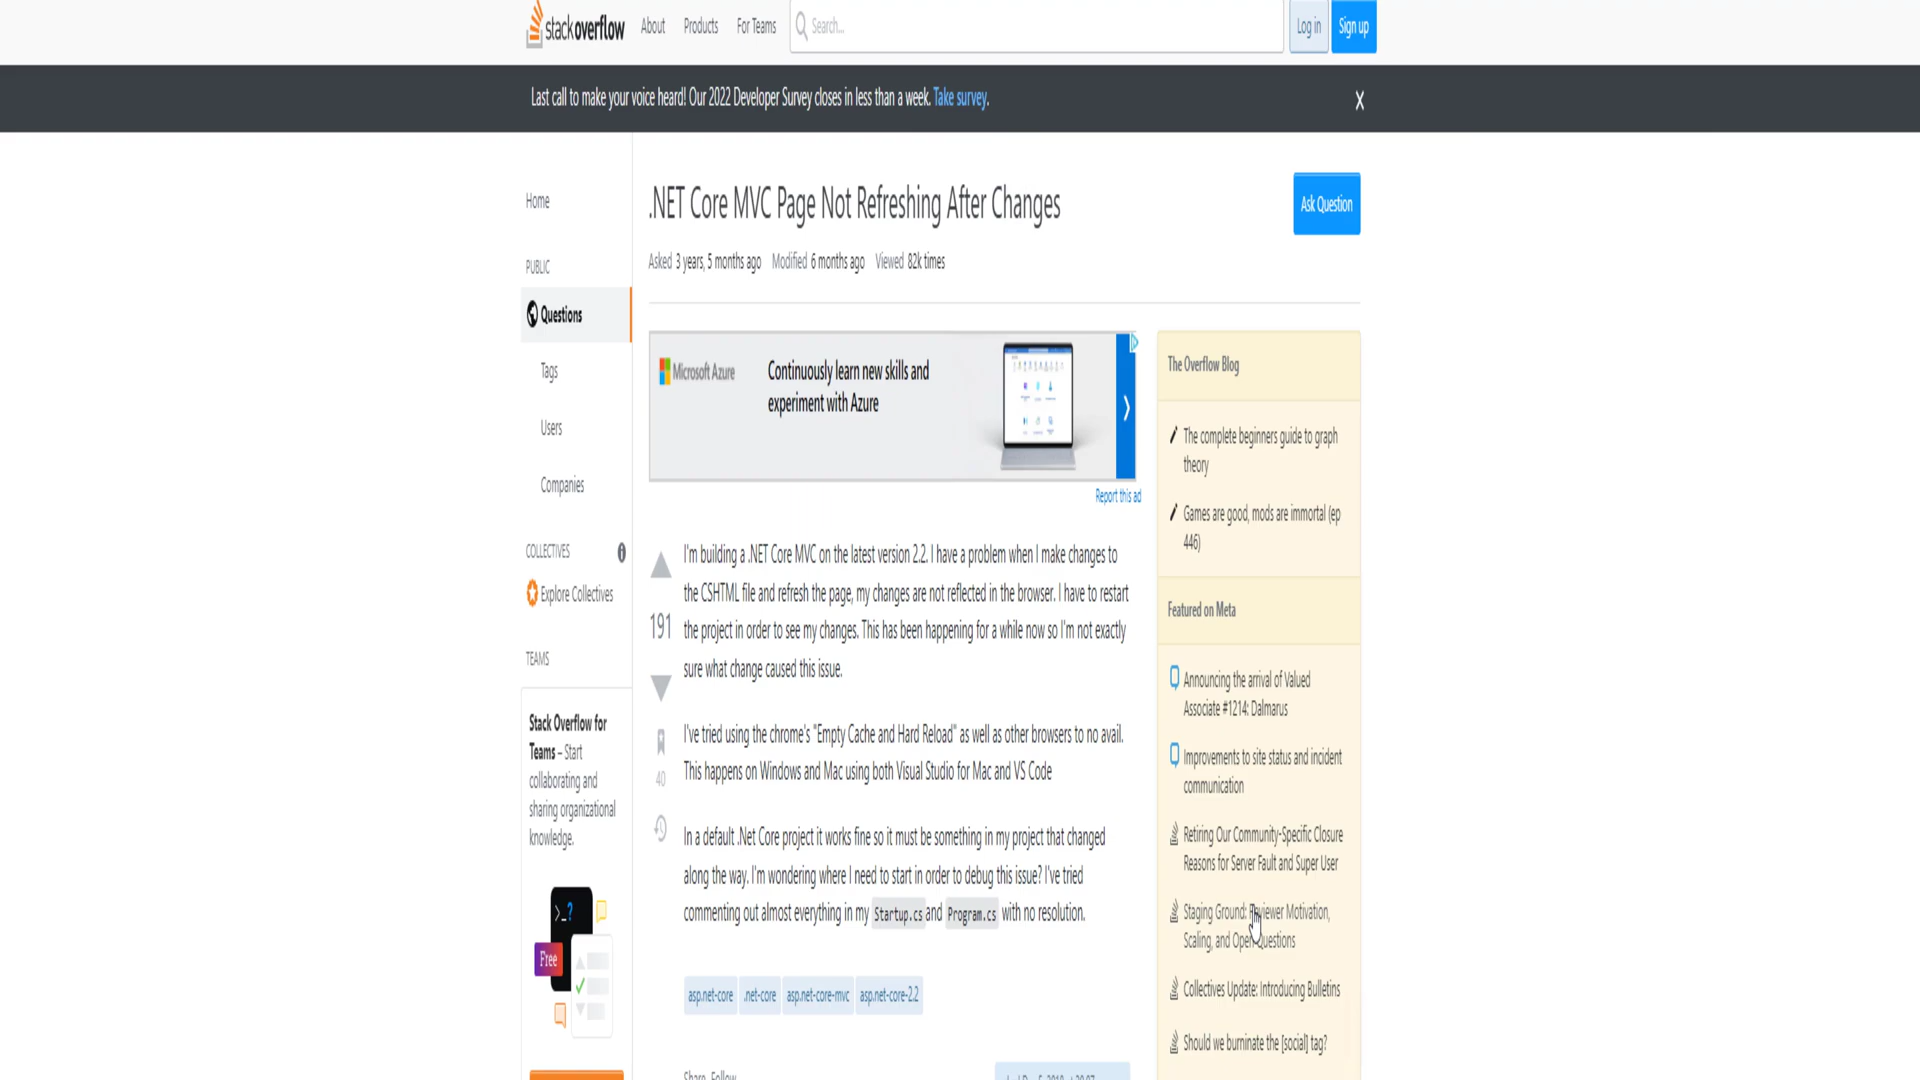 stackoverflow About Products For Teams Search... Log in Sign up
Last call to make your voice heard! Our 2022 Developer Survey closes in less than a week. Take survey. X
Home
PUBLIC
Questions
Tags
Users
Companies
COLLECTIVES
Explore Collectives
TEAMS
Stack Overflow for
Teams – Start
collaborating and
sharing organizational
knowledge.
>_?
Free
.NET Core MVC Page Not Refreshing After Changes
Ask Question
Asked 3 years, 5 months ago Modified 6 months ago Viewed 82k times
Microsoft Azure
Continuously learn new skills and
experiment with Azure
Report this ad
191
40
I'm building a .NET Core MVC on the latest version 2.2. I have a problem when I make changes to
the CSHTML file and refresh the page, my changes are not reflected in the browser. I have to restart
the project in order to see my changes. This has been happening for a while now so I'm not exactly
sure what change caused this issue.
I've tried using the chrome's "Empty Cache and Hard Reload" as well as other browsers to no avail.
This happens on Windows and Mac using both Visual Studio for Mac and VS Code
In a default .Net Core project it works fine so it must be something in my project that changed
along the way. I'm wondering where I need to start in order to debug this issue? I've tried
commenting out almost everything in my Startup.cs and Program.cs with no resolution.
asp.net-core .net-core asp.net-core-mvc asp.net-core-2.2
Share Follow
The Overflow Blog
The complete beginners guide to graph
theory
Games are good, mods are immortal (ep
446)
Featured on Meta
Announcing the arrival of Valued
Associate #1214: Dalmarus
Improvements to site status and incident
communication
Retiring Our Community-Specific Closure
Reasons for Server Fault and Super User
Staging Ground: Reviewer Motivation,
Scaling, and Open Questions
Collectives Update: Introducing Bulletins
Should we burninate the [social] tag?